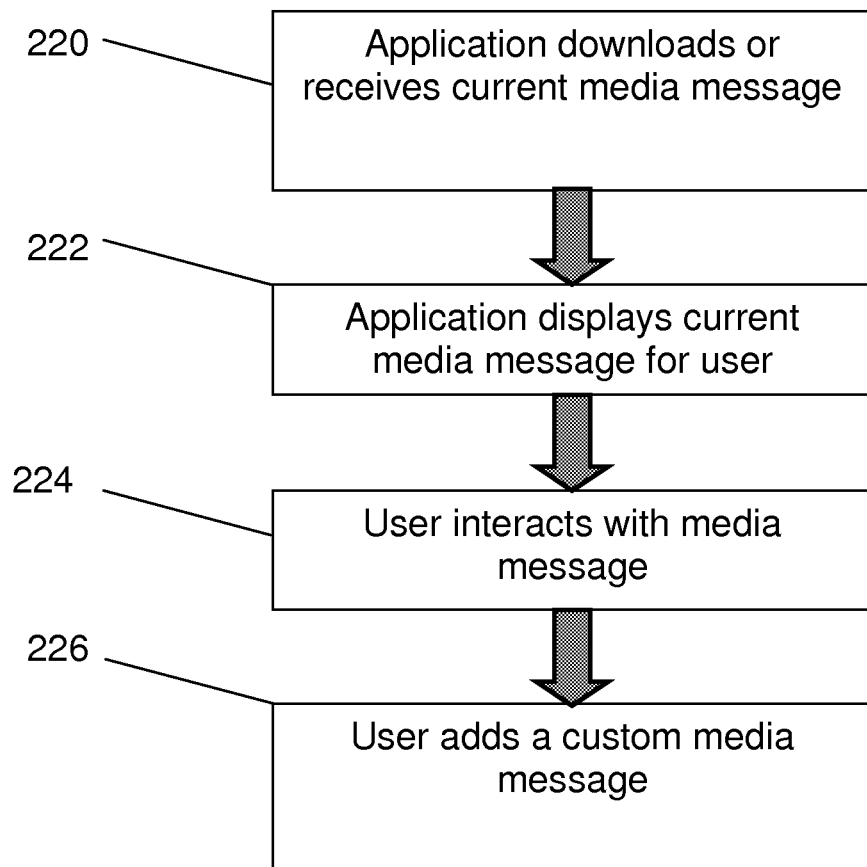 220
Application downloads or
receives current media message
222
Application displays current
media message for user
224
User interacts with media
message
226
User adds a custom media
message